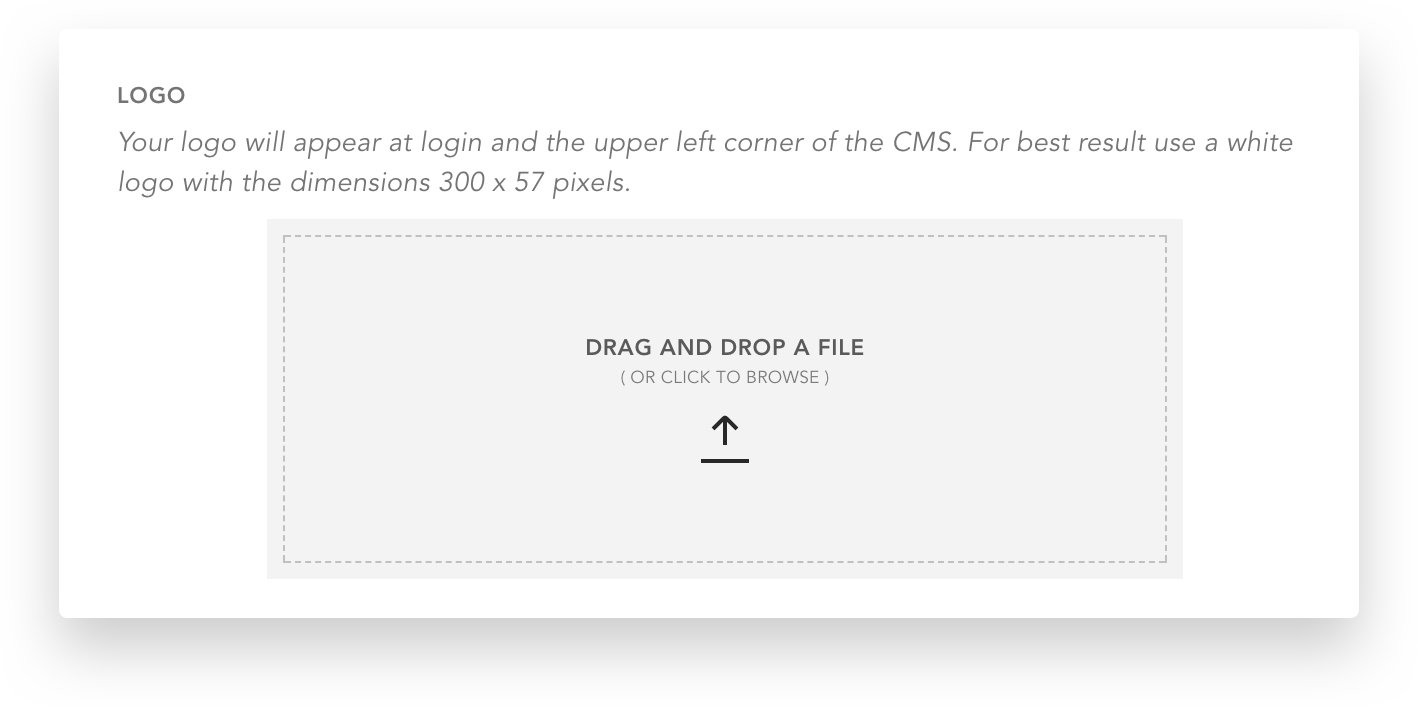 LOGO
Your logo will appear at login and the upper left corner of the CMS. For best result use a white
logo with the dimensions 300 x 57 pixels.
DRAG AND DROP A FILE
( OR CLICK TO BROWSE )